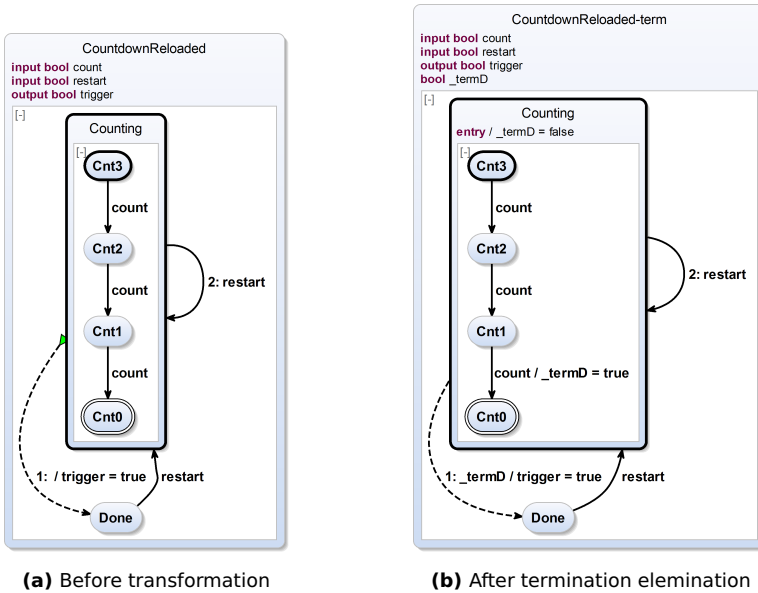 CountdownReloaded
input bool count
input bool restart
output bool trigger
[-]
Counting
[-]
Cnt3
count
Cnt2
count
2: restart
Cnt1
count
Cnt0
1: / trigger = true
restart
Done
(a) Before transformation
CountdownReloaded-term
input bool count
input bool restart
output bool trigger
bool _termD
[-]
Counting
entry / _termD = false
[-]
Cnt3
count
Cnt2
count
2: restart
Cnt1
count / _termD = true
Cnt0
1: _termD / trigger = true
restart
Done
(b) After termination elemination